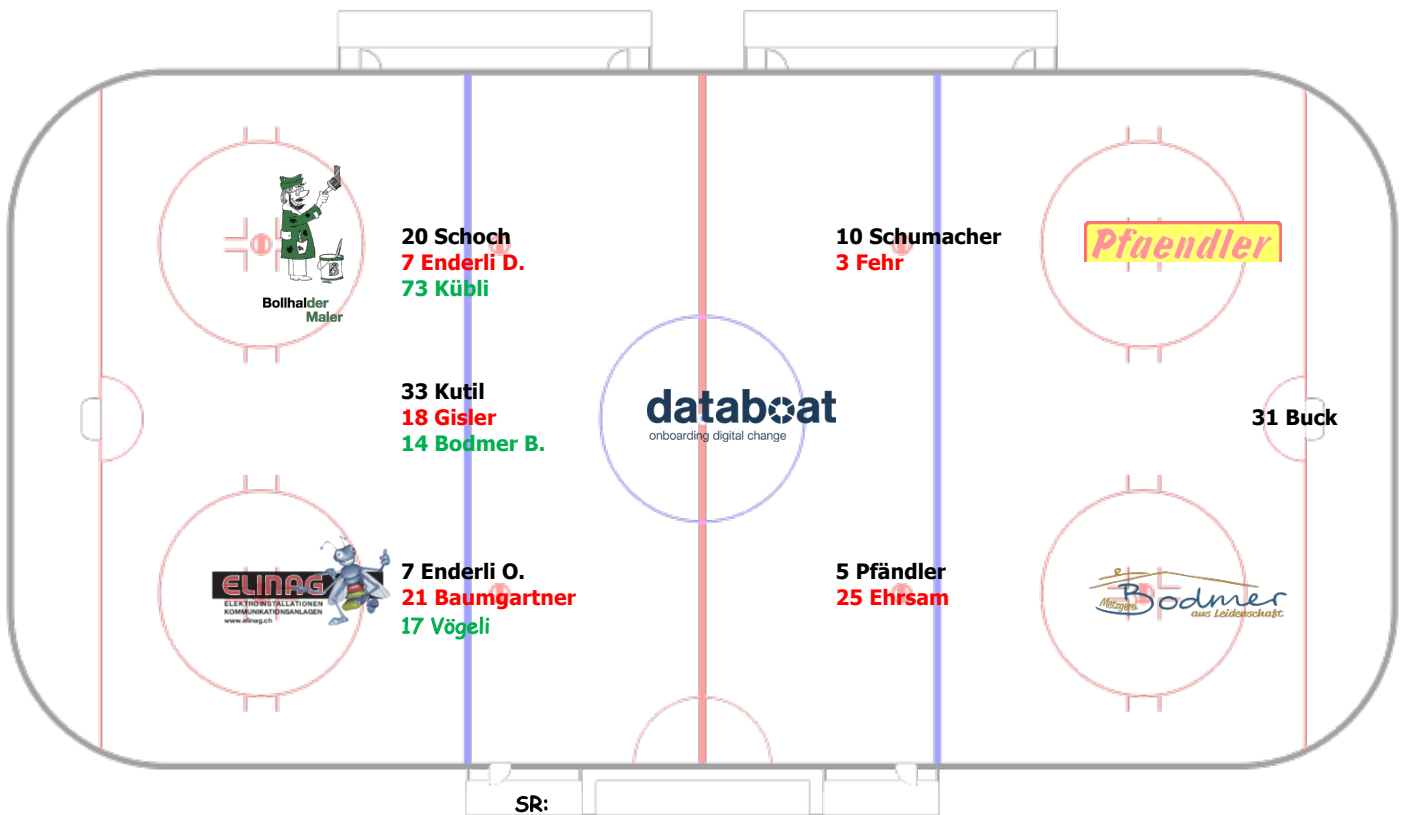 20 Schoch
7 Enderli D.
73 Kübli
10 Schumacher
3 Fehr
Pfaendler
Bollhalder
Maler
33 Kutil
18 Gisler
14 Bodmer B.
databoat
onboarding digital change
31 Buck
ELINAG
ELEKTROINSTALLATIONEN
KOMMUNIKATIONSANLAGEN
www.elinag.ch
7 Enderli O.
21 Baumgartner
17 Vögeli
5 Pfändler
25 Ehrsam
Metzgerei Bodmer
aus Leidenschaft
SR: